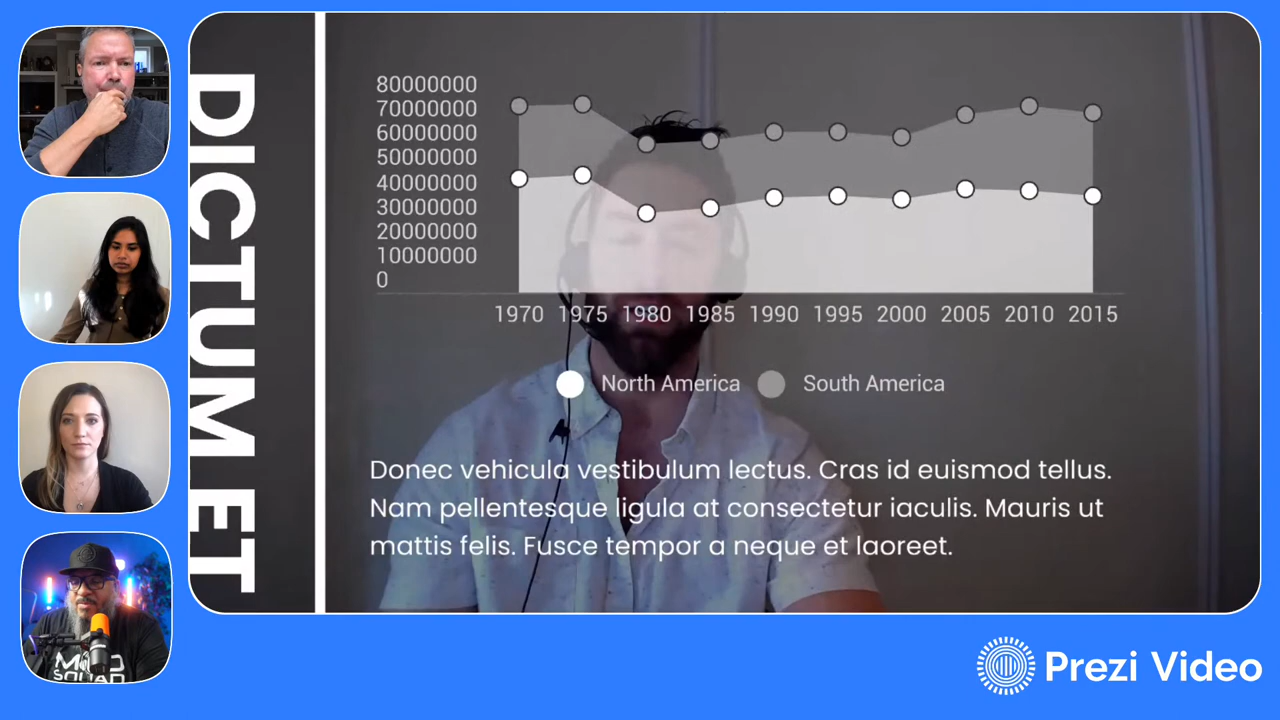 DICTUM ET
80000000
70000000
60000000
50000000
40000000
30000000
20000000
10000000
0
1970 1975 1980 1985 1990 1995 2000 2005 2010 2015
North America South America
Donec vehicula vestibulum lectus. Cras id euismod tellus.
Nam pellentesque ligula at consectetur iaculis. Mauris ut
mattis felis. Fusce tempor a neque et laoreet.
SQUAD
Prezi Video